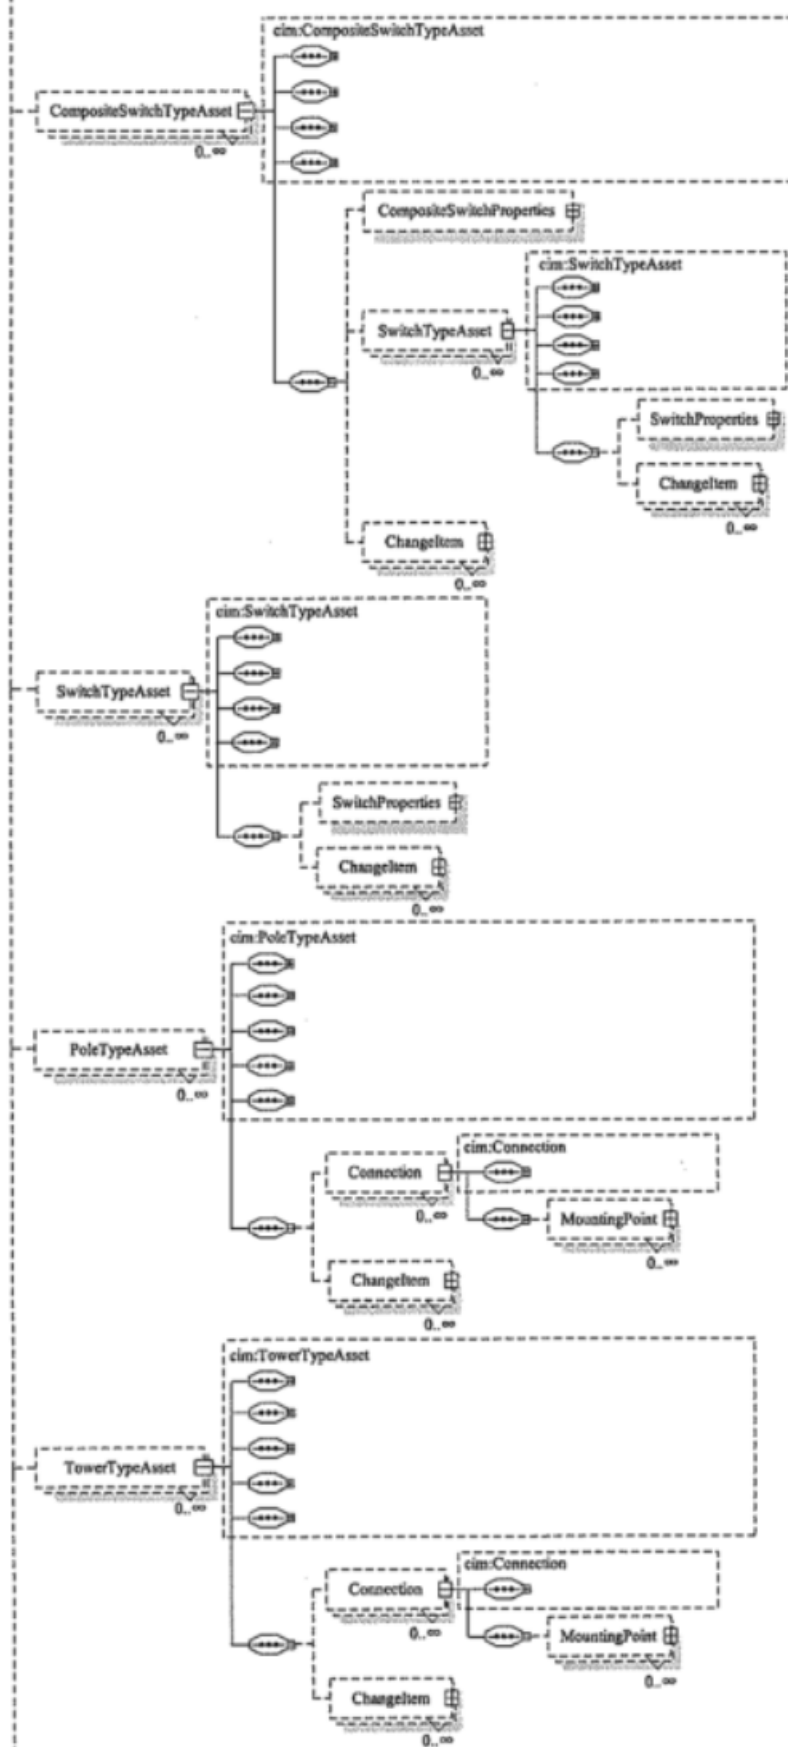 cim:CompositeSwitchTypeAsset
CompositeSwitchTypeAsset
0..∞
CompositeSwitchProperties
cim:SwitchTypeAsset
SwitchTypeAsset
0..∞
SwitchProperties
ChangeItem
0..∞
ChangeItem
0..∞
cim:SwitchTypeAsset
SwitchTypeAsset
0..∞
SwitchProperties
ChangeItem
0..∞
cim:PoleTypeAsset
PoleTypeAsset
0..∞
cim:Connection
Connection
0..∞
MountingPoint
0..∞
ChangeItem
0..∞
cim:TowerTypeAsset
TowerTypeAsset
0..∞
cim:Connection
Connection
0..∞
MountingPoint
0..∞
ChangeItem
0..∞